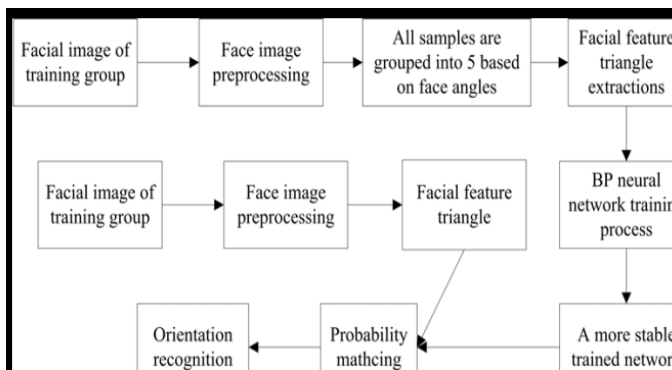 Facial image of
training group
Face image
preprocessing
All samples are
grouped into 5 based
on face angles
Facial feature
triangle
extractions
Facial image of
training group
Face image
preprocessing
Facial feature
triangle
BP neural
network training
process
Orientation
recognition
Probability
mathcing
A more stable
trained network